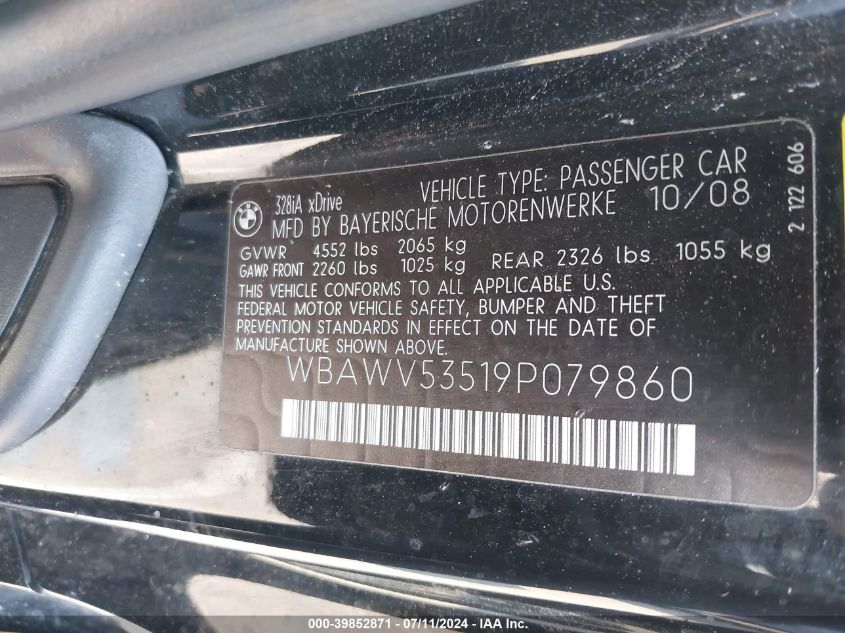 328iA xDrive VEHICLE TYPE: PASSENGER CAR
MFD BY BAYERISCHE MOTORENWERKE 10/08
GVWR 4552 lbs 2065 kg
GAWR FRONT 2260 lbs 1025 kg REAR 2326 lbs 1055 kg
THIS VEHICLE CONFORMS TO ALL APPLICABLE U.S.
FEDERAL MOTOR VEHICLE SAFETY, BUMPER AND THEFT
PREVENTION STANDARDS IN EFFECT ON THE DATE OF
MANUFACTURE SHOWN ABOVE.
WBAWV53519P079860
2 122 606
000-39852871 - 07/11/2024 - IAAI.com